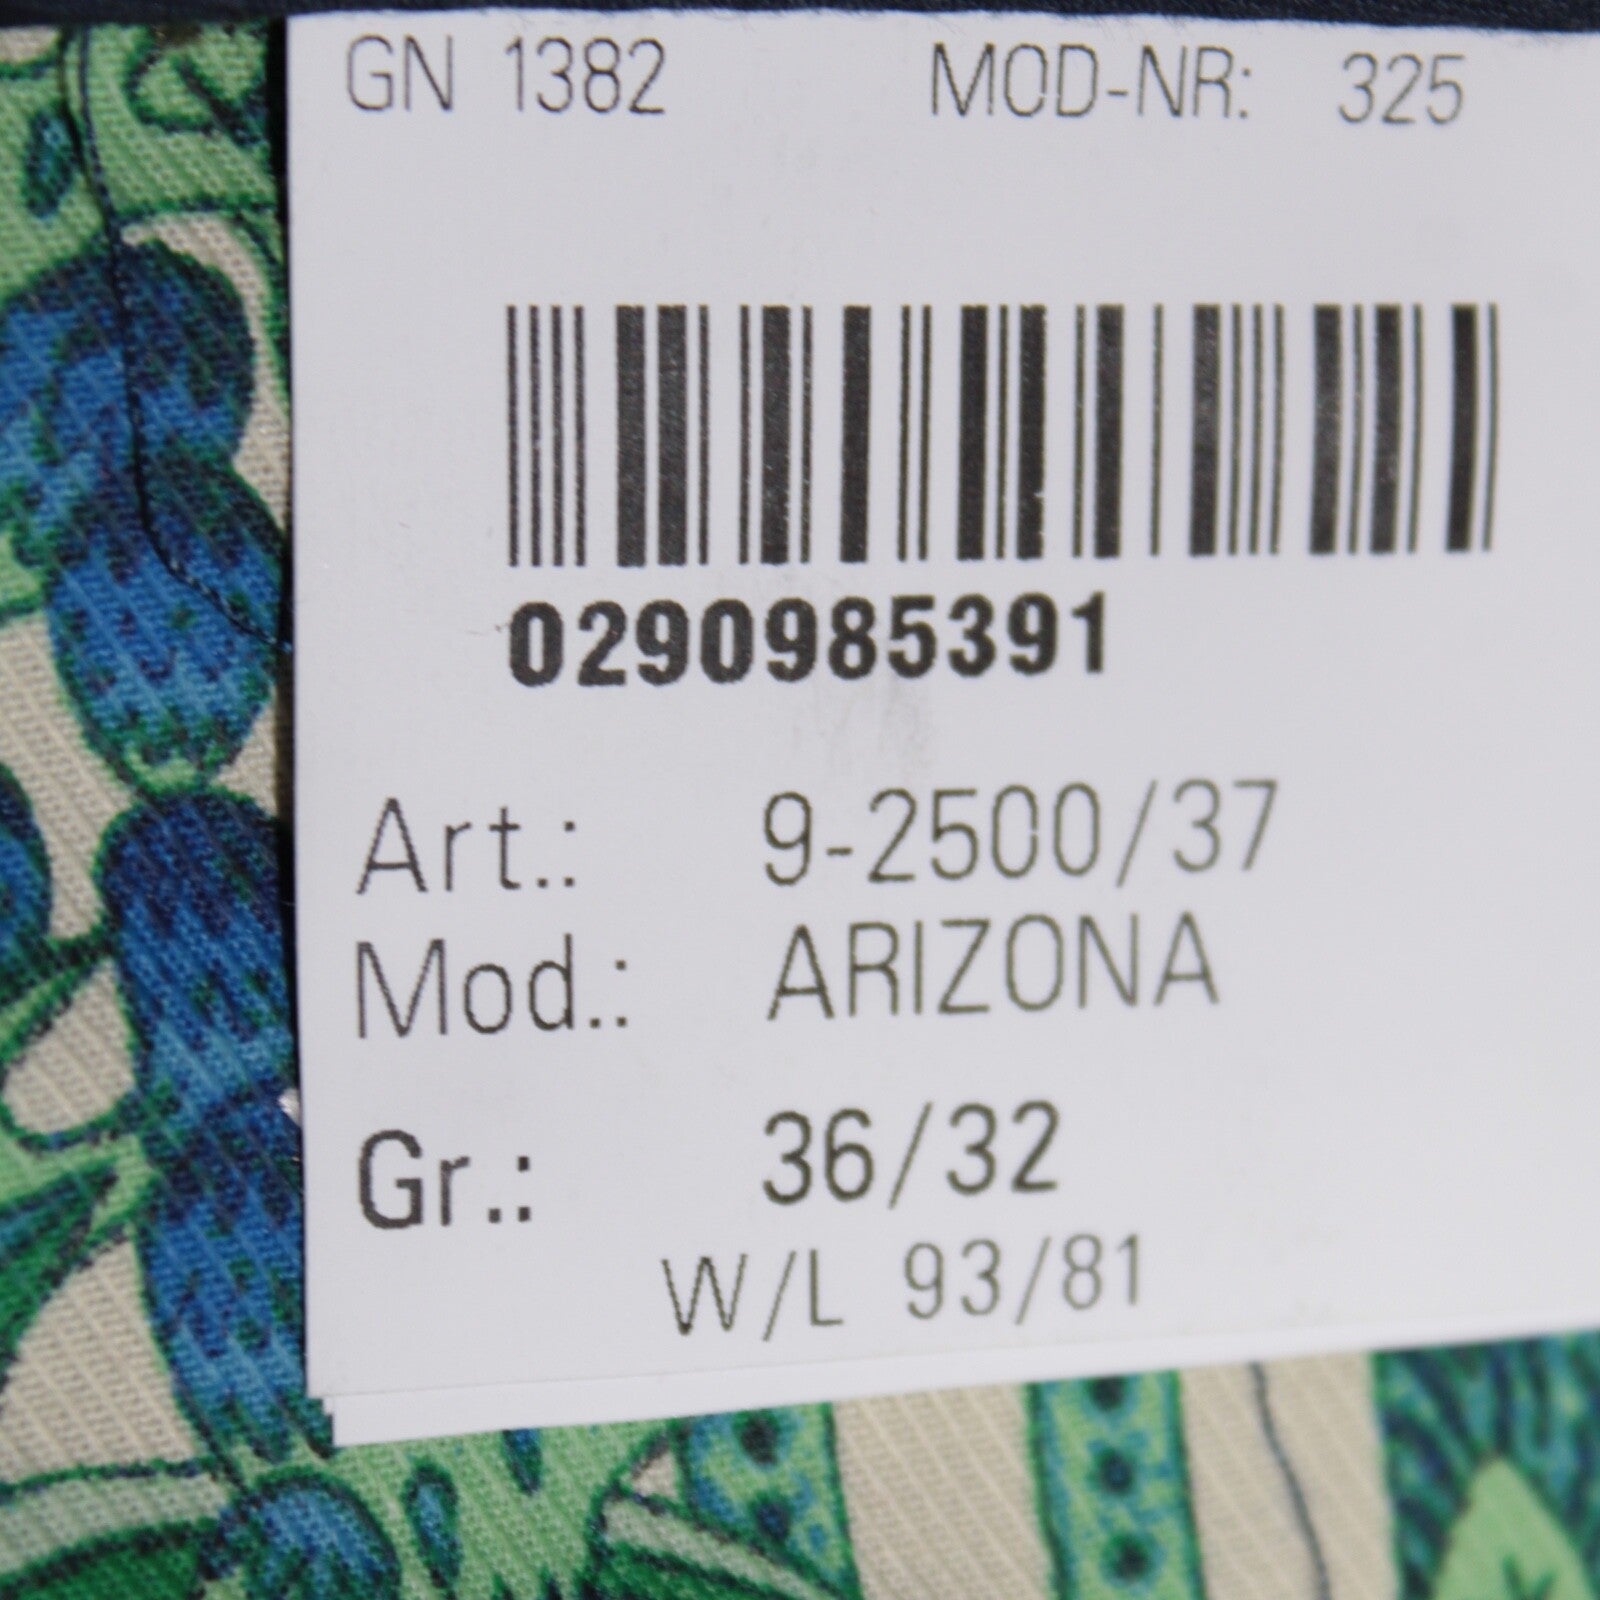 GN 1382 MOD-NR: 325
0290985391
Art.: 9-2500/37
Mod.: ARIZONA
Gr.: 36/32
W/L 93/81